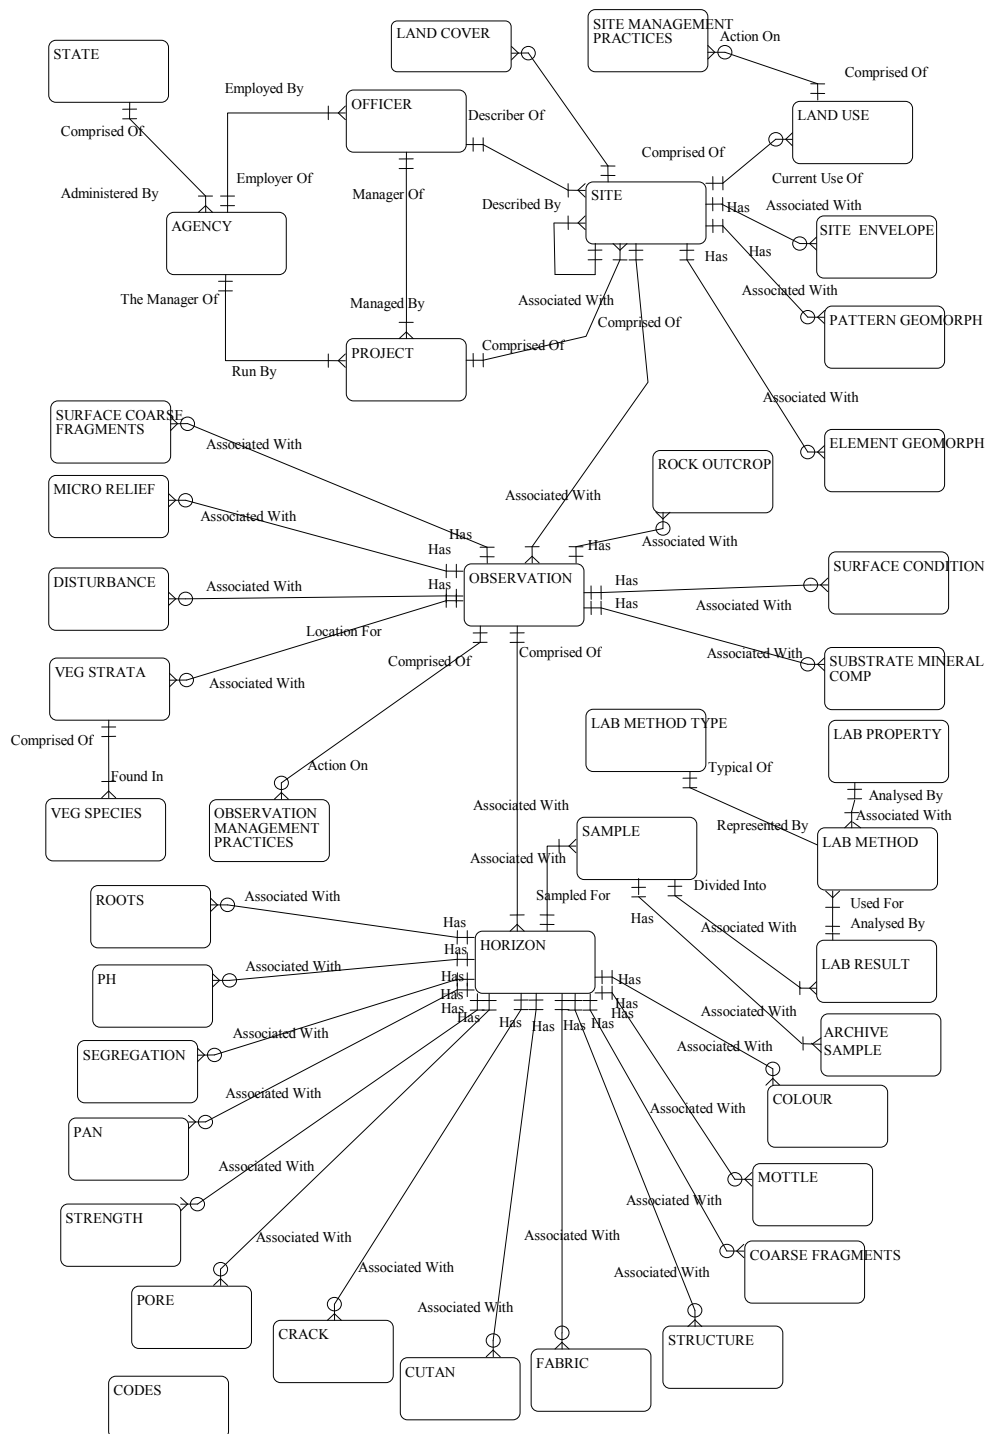 SITE MANAGEMENT
PRACTICES
LAND COVER
Action On
STATE
Comprised Of
Employed By
OFFICER
Describer Of
LAND USE
Comprised Of
Comprised Of
Administered By
Employer Of
Manager Of
Current Use Of
SITE
Described By
Has
Associated With
AGENCY
SITE  ENVELOPE
Has
Has
The Manager Of
Managed By
Associated With
Associated With
Comprised Of
PATTERN GEOMORPH
PROJECT
Comprised Of
Run By
Associated With
SURFACE COARSE
FRAGMENTS
Associated With
ELEMENT GEOMORPH
ROCK OUTCROP
MICRO RELIEF
Associated With
Associated With
Has
Has
Has
Associated With
OBSERVATION
SURFACE CONDITION
DISTURBANCE
Associated With
Has
Has
Has
Associated With
Location For
Comprised Of
Comprised Of
Associated With
VEG STRATA
Associated With
SUBSTRATE MINERAL
COMP
LAB METHOD TYPE
LAB PROPERTY
Comprised Of
Typical Of
Found In
Action On
Analysed By
VEG SPECIES
OBSERVATION
MANAGEMENT
PRACTICES
Associated With
Associated With
Represented By
SAMPLE
LAB METHOD
Associated With
Divided Into
ROOTS
Associated With
Sampled For
Used For
Has
Has
Associated With
Analysed By
HORIZON
Has
PH
Associated With
LAB RESULT
Has
Has
Has
Has
Has
Has
Has
Has
Has
Has
Has
Has
Associated With
SEGREGATION
Associated With
ARCHIVE
SAMPLE
Associated With
COLOUR
PAN
Associated With
Associated With
Associated With
MOTTLE
STRENGTH
Associated With
Associated With
Associated With
COARSE FRAGMENTS
Associated With
Associated With
PORE
Associated With
CRACK
STRUCTURE
CUTAN
FABRIC
CODES